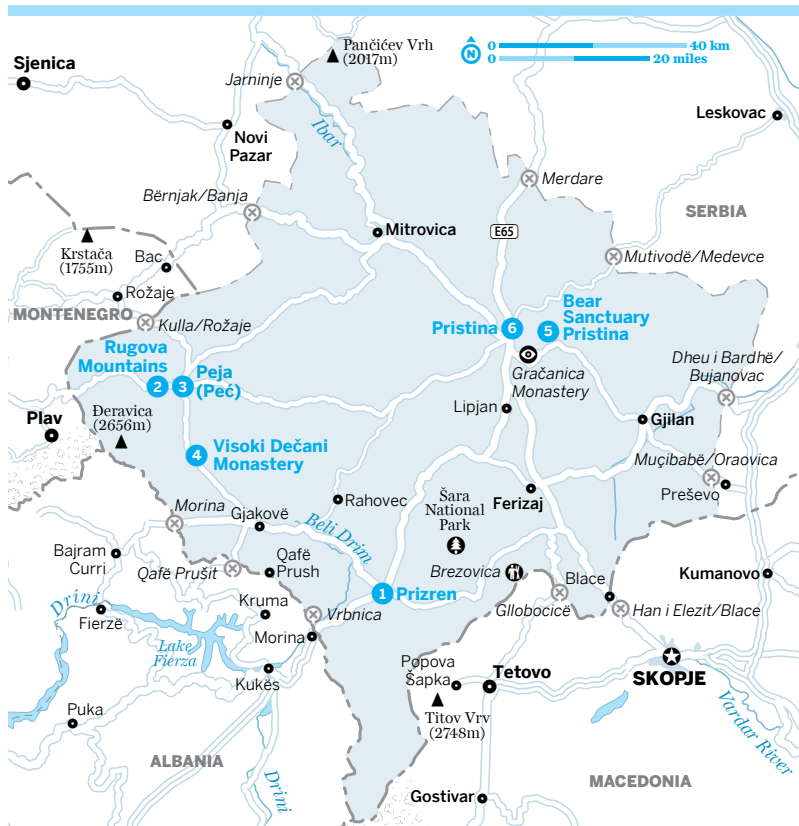 Pančićev Vrh
(2017m)
0
40 km
N
0
20 miles
Sjenica
Jarninje
Leskovac
Novi
Pazar
Ibar
Merdare
Bërnjak/Banja
SERBIA
Mitrovica
E65
Krstača
(1755m)
Bac
Mutivodë/Medevce
Rožaje
MONTENEGRO
Kulla/Rožaje
Pristina
6
5
Bear
Sanctuary
Pristina
Rugova
Mountains
2
3
Peja
(Peć)
Gračanica
Monastery
Dheu i Bardhë/
Bujanovac
Plav
Đeravica
(2656m)
Lipjan
Gjilan
4
Visoki Dečani
Monastery
Muçibabë/Oraovica
Preševo
Morina
Gjakovë
Rahovec
Beli Drim
Šara
National
Park
Ferizaj
Bajram
Curri
Qafë Prušit
Qafë
Prush
Brezovica
Blace
Kumanovo
Drini
Fierzë
Kruma
Vrbnica
1
Prizren
Gllobocicë
Han i Elezit/Blace
Lake
Fierza
Morina
Kukës
Popova
Šapka
Tetovo
SKOPJE
Puka
Titov Vrv
(2748m)
Vardar River
ALBANIA
Drini
MACEDONIA
Gostivar